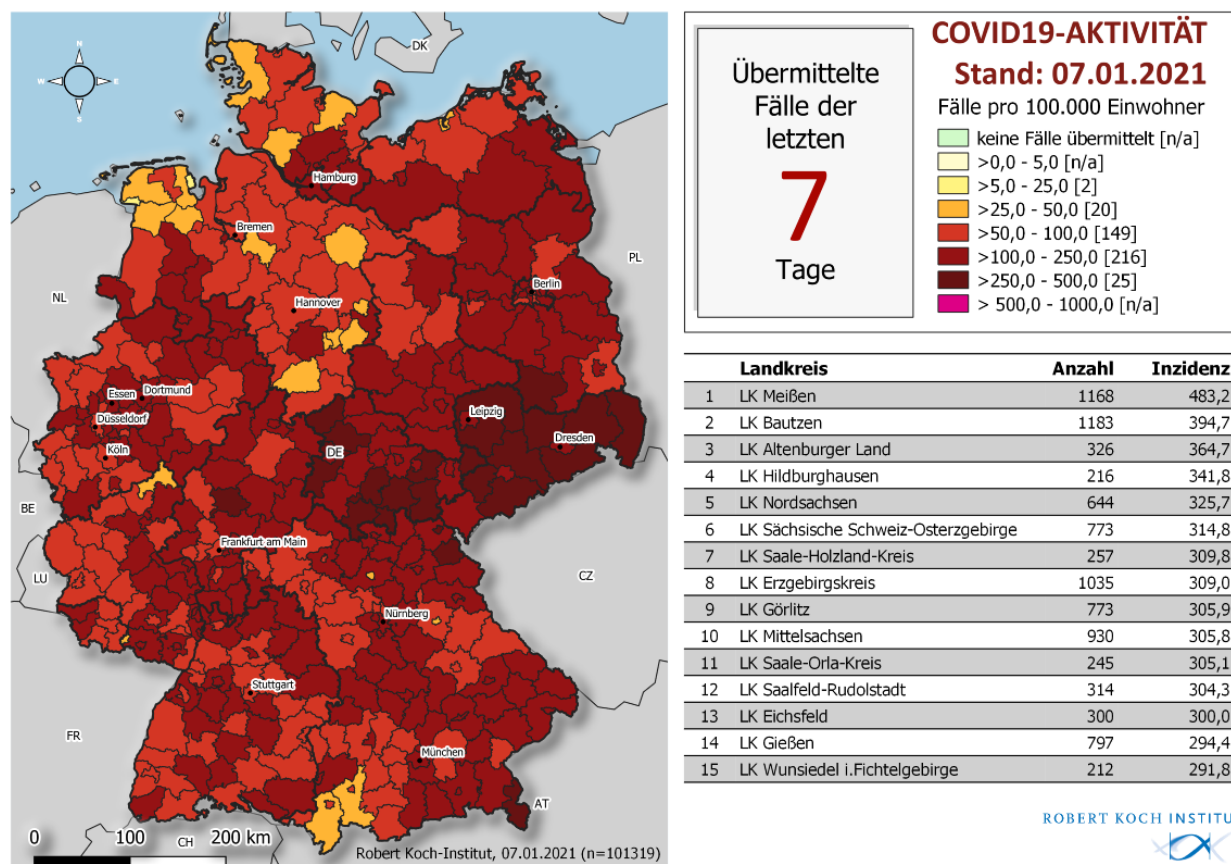 N
W E
S
DK
PL
NL
BE
LU
FR
CH
AT
CZ
DE
Hamburg
Bremen
Berlin
Hannover
Essen
Dortmund
Düsseldorf
Köln
Leipzig
Dresden
Frankfurt am Main
Nürnberg
Stuttgart
München
0 100 200 km
Robert Koch-Institut, 07.01.2021 (n=101319)
Übermittelte
Fälle der
letzten
7
Tage
COVID19-AKTIVITÄT
Stand: 07.01.2021
Fälle pro 100.000 Einwohner
keine Fälle übermittelt [n/a]
>0,0 - 5,0 [n/a]
>5,0 - 25,0 [2]
>25,0 - 50,0 [20]
>50,0 - 100,0 [149]
>100,0 - 250,0 [216]
>250,0 - 500,0 [25]
> 500,0 - 1000,0 [n/a]
Landkreis Anzahl Inzidenz
1 LK Meißen 1168 483,2
2 LK Bautzen 1183 394,7
3 LK Altenburger Land 326 364,7
4 LK Hildburghausen 216 341,8
5 LK Nordsachsen 644 325,7
6 LK Sächsische Schweiz-Osterzgebirge 773 314,8
7 LK Saale-Holzland-Kreis 257 309,8
8 LK Erzgebirgskreis 1035 309,0
9 LK Görlitz 773 305,9
10 LK Mittelsachsen 930 305,8
11 LK Saale-Orla-Kreis 245 305,1
12 LK Saalfeld-Rudolstadt 314 304,3
13 LK Eichsfeld 300 300,0
14 LK Gießen 797 294,4
15 LK Wunsiedel i.Fichtelgebirge 212 291,8
ROBERT KOCH INSTITU